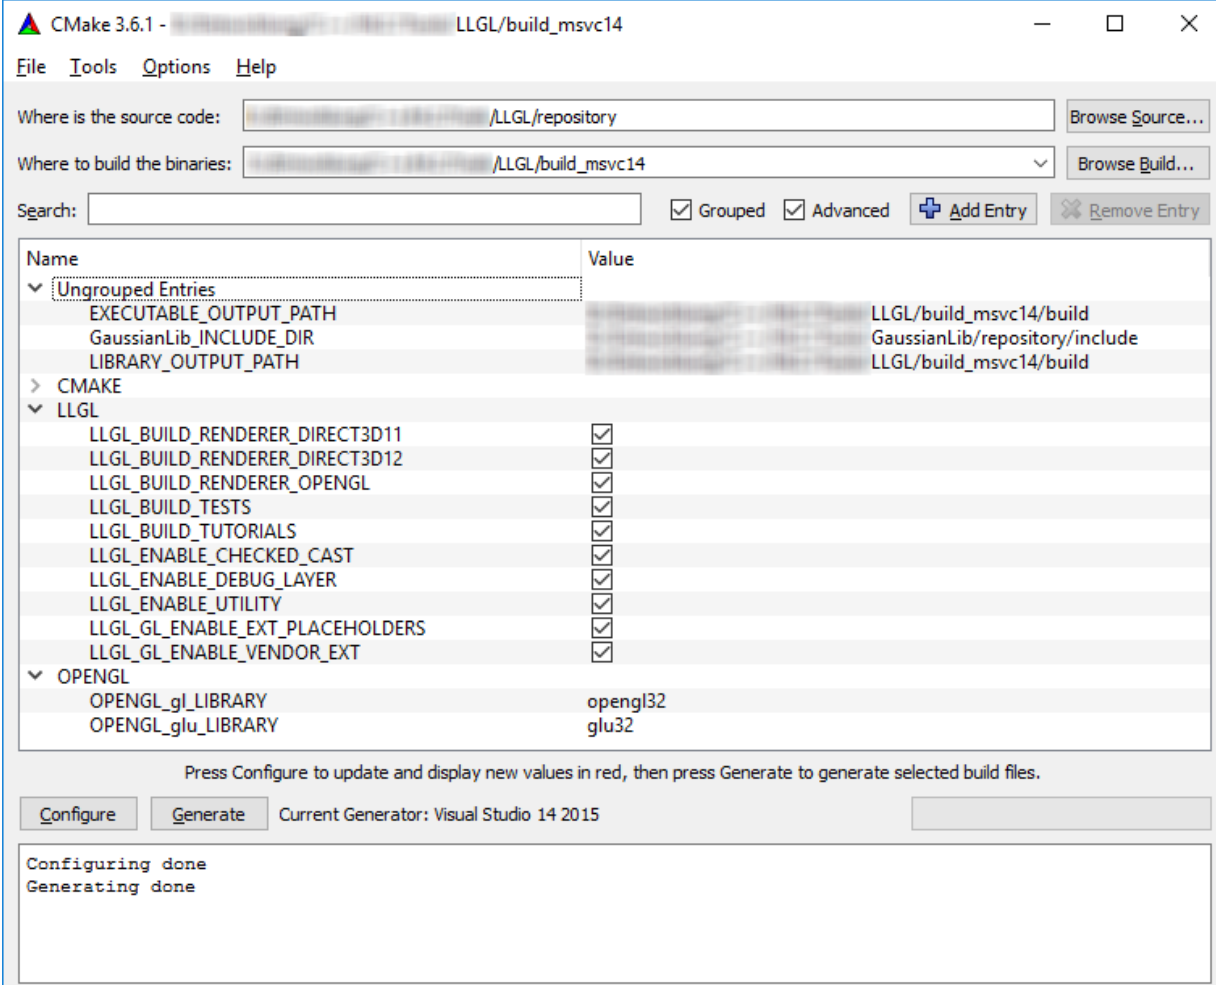 CMake 3.6.1 - LLGL/build_msvc14
File Tools Options Help
Where is the source code: /LLGL/repository Browse Source...
Where to build the binaries: /LLGL/build_msvc14 Browse Build...
Search: Grouped Advanced Add Entry Remove Entry
Name Value
Ungrouped Entries
EXECUTABLE_OUTPUT_PATH LLGL/build_msvc14/build
GaussianLib_INCLUDE_DIR GaussianLib/repository/include
LIBRARY_OUTPUT_PATH LLGL/build_msvc14/build
CMAKE
LLGL
LLGL_BUILD_RENDERER_DIRECT3D11
LLGL_BUILD_RENDERER_DIRECT3D12
LLGL_BUILD_RENDERER_OPENGL
LLGL_BUILD_TESTS
LLGL_BUILD_TUTORIALS
LLGL_ENABLE_CHECKED_CAST
LLGL_ENABLE_DEBUG_LAYER
LLGL_ENABLE_UTILITY
LLGL_GL_ENABLE_EXT_PLACEHOLDERS
LLGL_GL_ENABLE_VENDOR_EXT
OPENGL
OPENGL_gl_LIBRARY opengl32
OPENGL_glu_LIBRARY glu32
Press Configure to update and display new values in red, then press Generate to generate selected build files.
Configure Generate Current Generator: Visual Studio 14 2015
Configuring done
Generating done